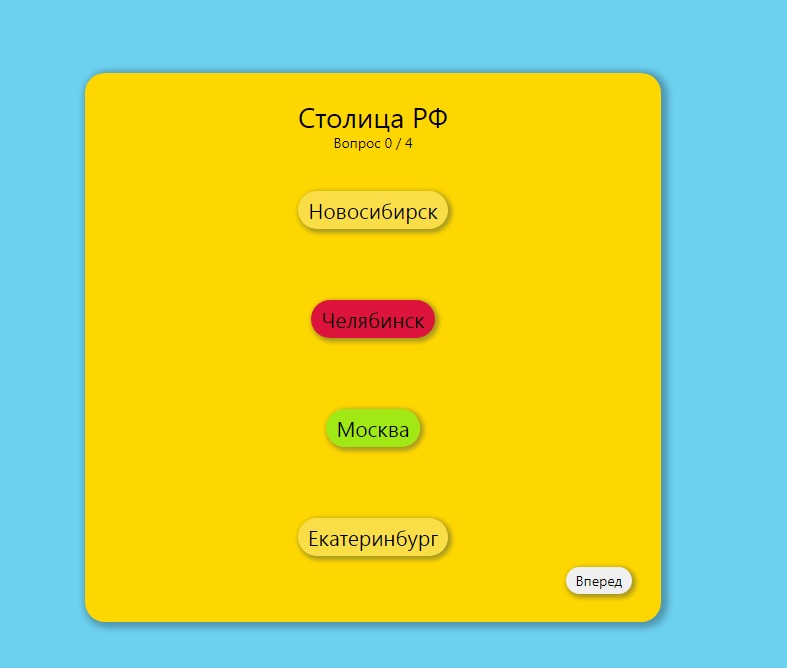 Столица РФ
Вопрос 0 / 4
Новосибирск
Челябинск
Москва
Екатеринбург
Вперед